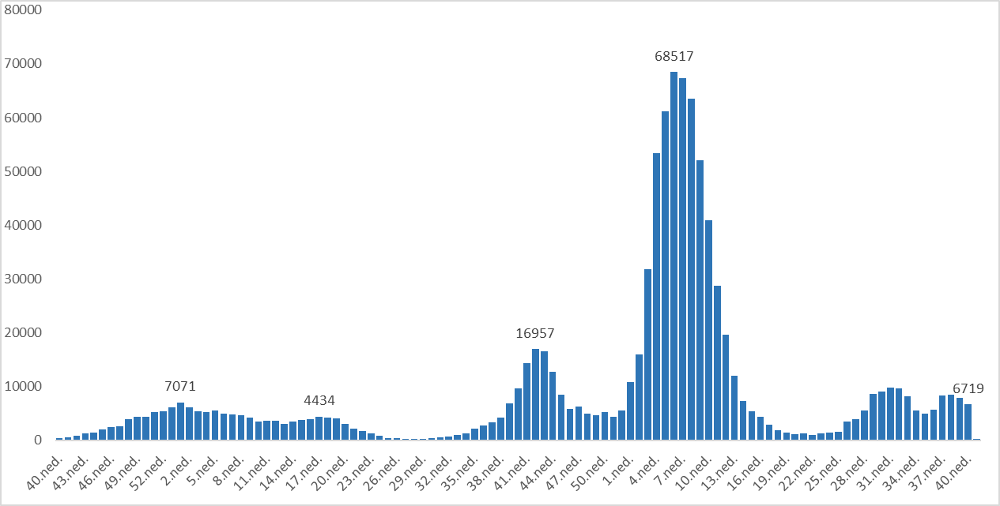 80000
70000
60000
50000
40000
30000
20000
10000
0
68517
16957
7071
4434
6719
40.ned.
43.ned.
46.ned.
49.ned.
52.ned.
2.ned.
5.ned.
8.ned.
11.ned.
14.ned.
17.ned.
20.ned.
23.ned.
26.ned.
29.ned.
32.ned.
35.ned.
38.ned.
41.ned.
44.ned.
47.ned.
50.ned.
1.ned.
4.ned.
7.ned.
10.ned.
13.ned.
16.ned.
19.ned.
22.ned.
25.ned.
28.ned.
31.ned.
34.ned.
37.ned.
40.ned.